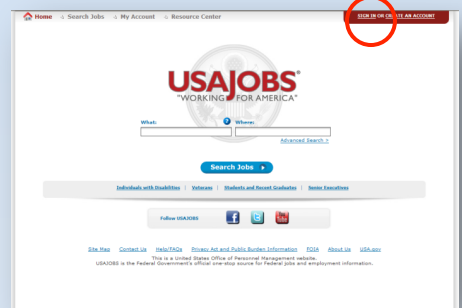 Home Search Jobs My Account Resource Center SIGN IN OR CREATE AN ACCOUNT
USAJOBS
"WORKING FOR AMERICA"
What: ? Where:
Advanced Search >
Search Jobs
Individuals with Disabilities | Veterans | Students and Recent Graduates | Senior Executives
Follow USAJOBS
Site Map Contact Us Help/FAQs Privacy Act and Public Burden Information FOIA About Us USA.gov
This is a United States Office of Personnel Management website.
USAJOBS is the Federal Government's official one-stop source for Federal jobs and employment information.